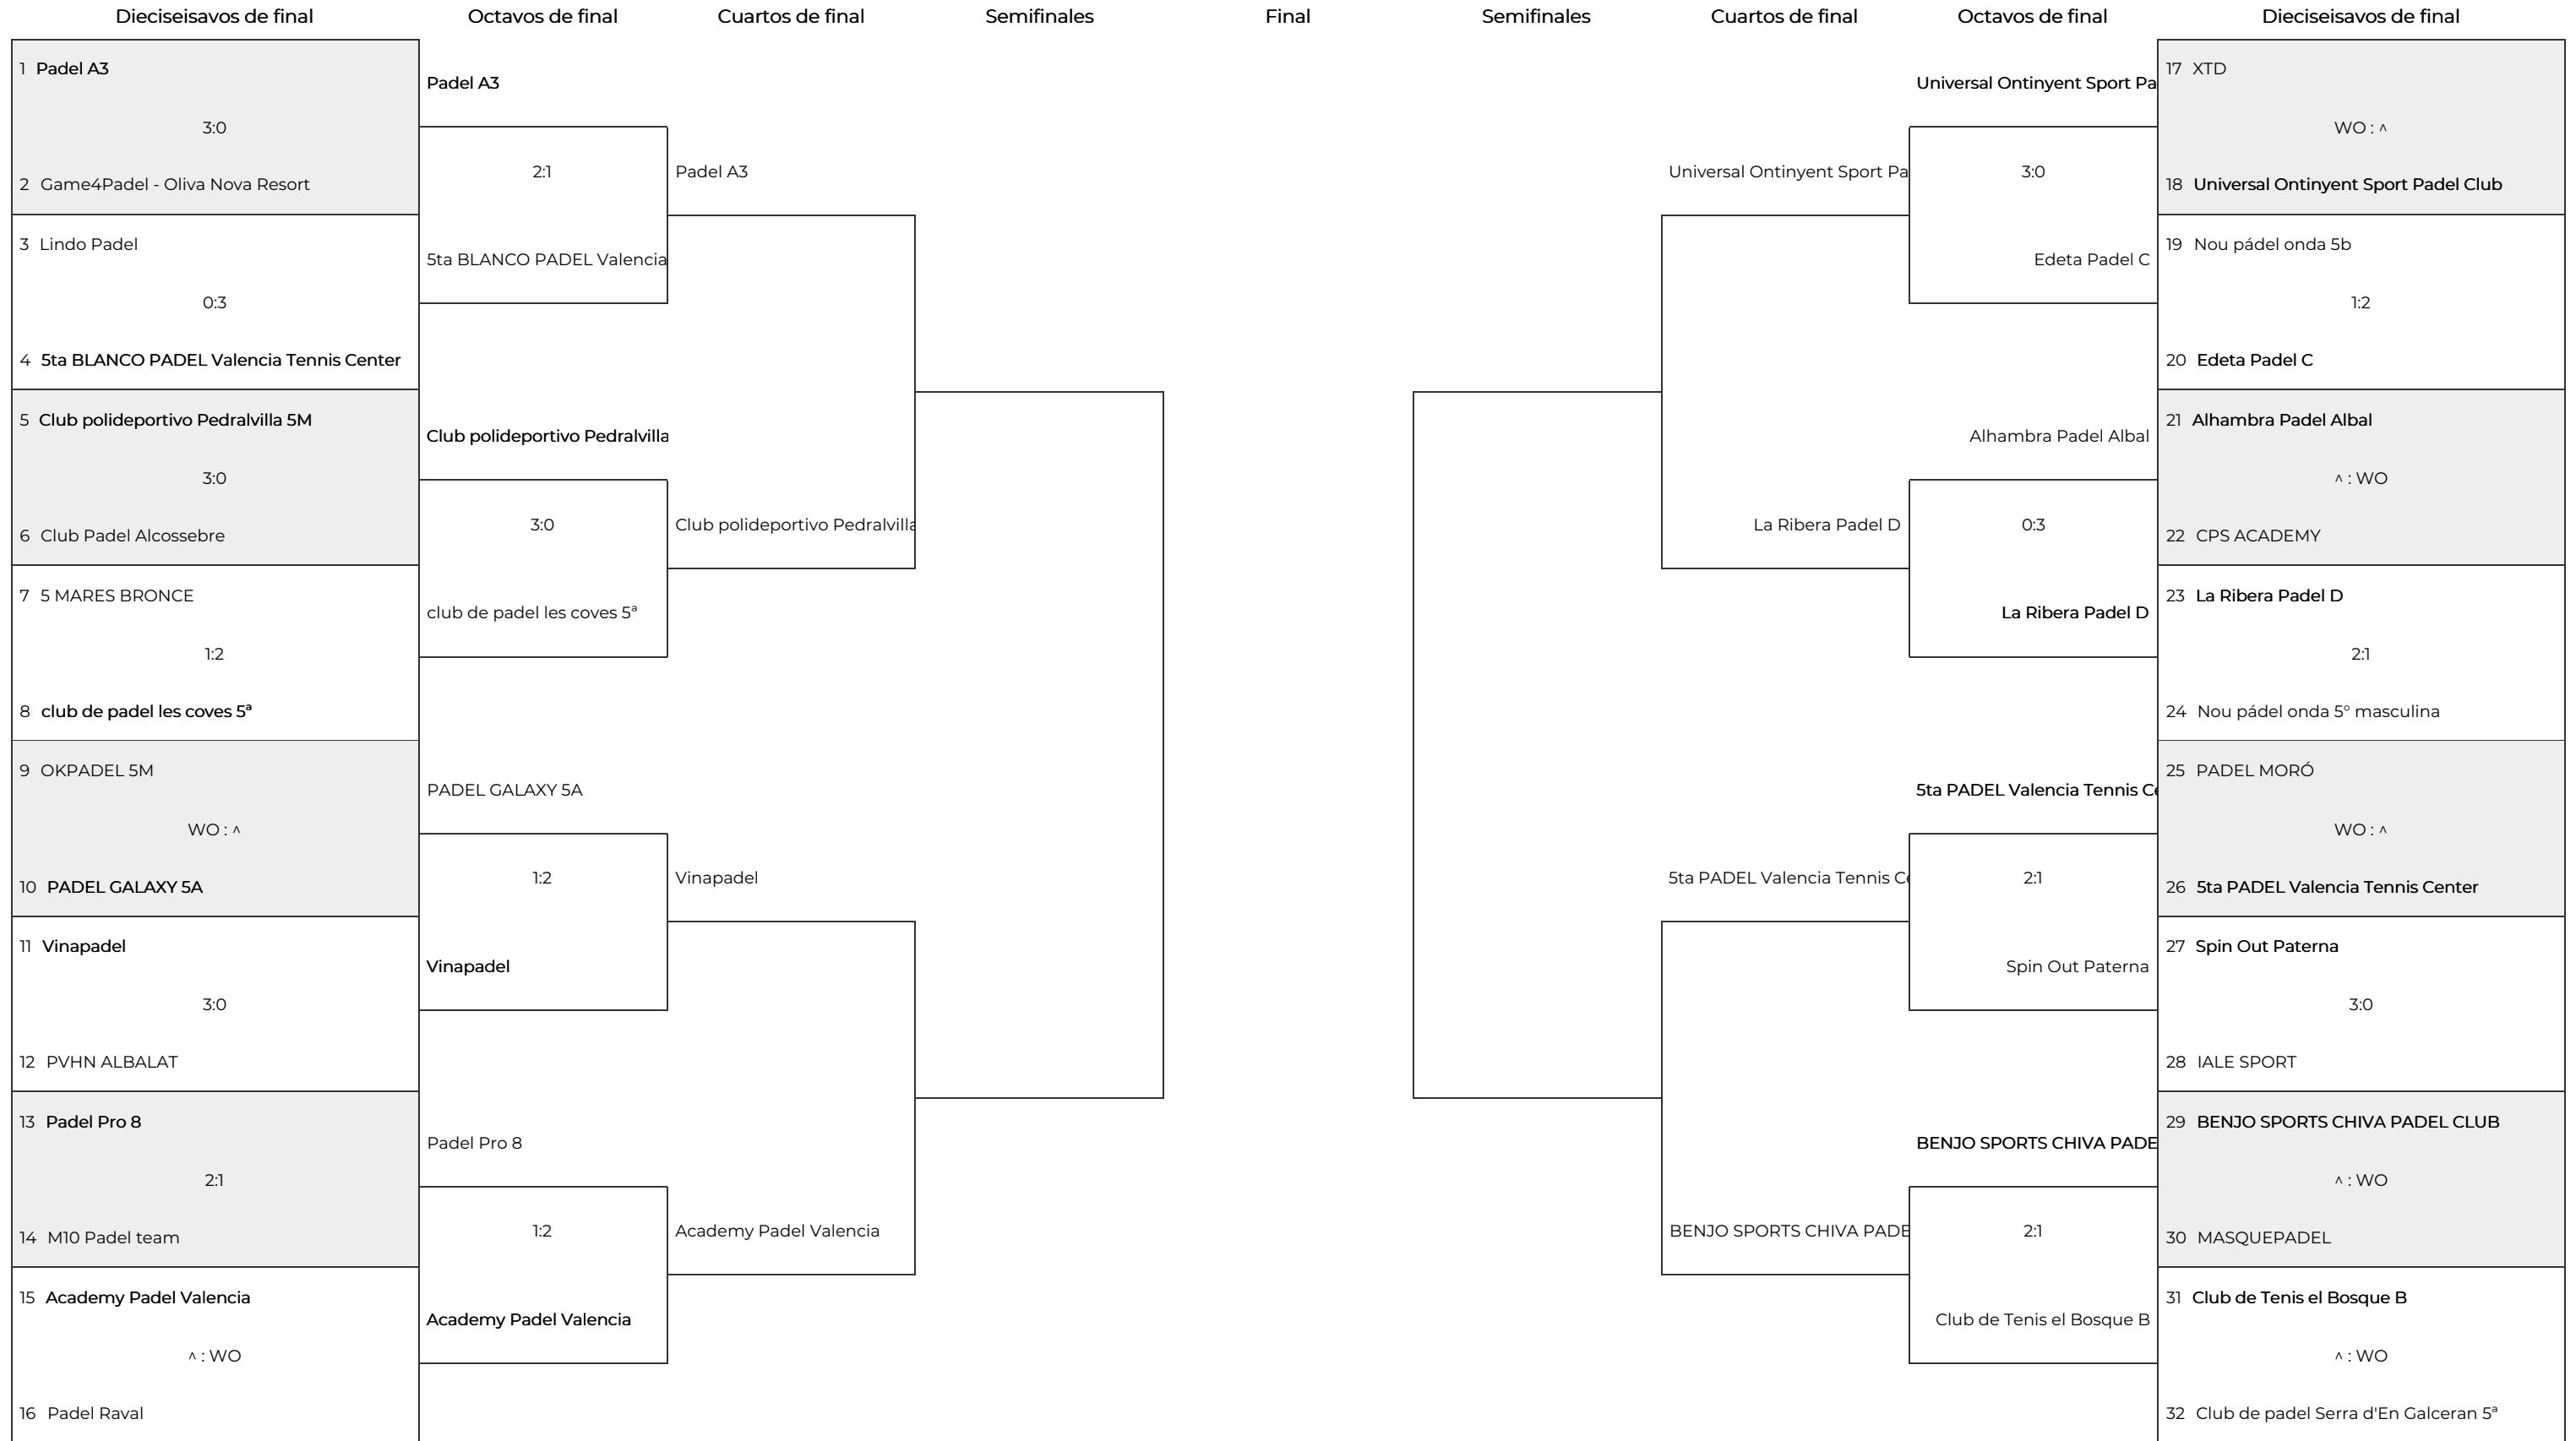 Dieciseisavos de final
Octavos de final
Cuartos de final
Semifinales
Final
Semifinales
Cuartos de final
Octavos de final
Dieciseisavos de final
1 Padel A3
3:0
2 Game4Padel - Oliva Nova Resort
3 Lindo Padel
0:3
4 5ta BLANCO PADEL Valencia Tennis Center
5 Club polideportivo Pedralvilla 5M
3:0
6 Club Padel Alcossebre
7 5 MARES BRONCE
1:2
8 club de padel les coves 5ª
9 OKPADEL 5M
WO : ^
10 PADEL GALAXY 5A
11 Vinapadel
3:0
12 PVHN ALBALAT
13 Padel Pro 8
2:1
14 M10 Padel team
15 Academy Padel Valencia
^ : WO
16 Padel Raval
Padel A3
2:1
5ta BLANCO PADEL Valencia
Club polideportivo Pedralvilla
3:0
club de padel les coves 5ª
PADEL GALAXY 5A
1:2
Vinapadel
Padel Pro 8
1:2
Academy Padel Valencia
Padel A3
Club polideportivo Pedralvilla
Vinapadel
Academy Padel Valencia
Universal Ontinyent Sport Pa
La Ribera Padel D
5ta PADEL Valencia Tennis Ce
BENJO SPORTS CHIVA PADE
Universal Ontinyent Sport Pa
3:0
Edeta Padel C
Alhambra Padel Albal
0:3
La Ribera Padel D
5ta PADEL Valencia Tennis Ce
2:1
Spin Out Paterna
BENJO SPORTS CHIVA PADE
2:1
Club de Tenis el Bosque B
17 XTD
WO : ^
18 Universal Ontinyent Sport Padel Club
19 Nou pádel onda 5b
1:2
20 Edeta Padel C
21 Alhambra Padel Albal
^ : WO
22 CPS ACADEMY
23 La Ribera Padel D
2:1
24 Nou pádel onda 5° masculina
25 PADEL MORÓ
WO : ^
26 5ta PADEL Valencia Tennis Center
27 Spin Out Paterna
3:0
28 IALE SPORT
29 BENJO SPORTS CHIVA PADEL CLUB
^ : WO
30 MASQUEPADEL
31 Club de Tenis el Bosque B
^ : WO
32 Club de padel Serra d'En Galceran 5ª